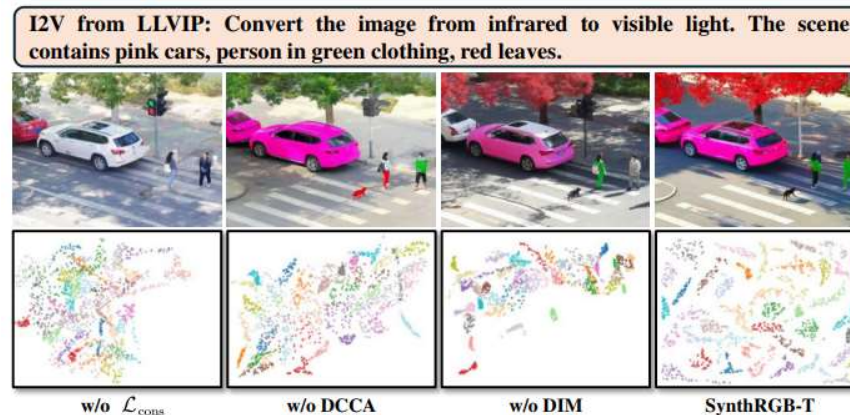 I2V from LLVIP: Convert the image from infrared to visible light. The scene
contains pink cars, person in green clothing, red leaves.
w/o ℒcons w/o DCCA w/o DIM SynthRGB-T